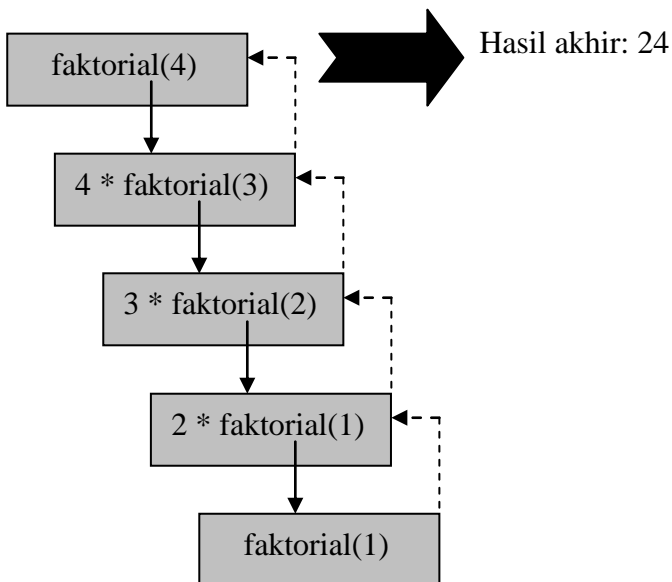 faktorial(4)
Hasil akhir: 24
4 * faktorial(3)
3 * faktorial(2)
2 * faktorial(1)
faktorial(1)